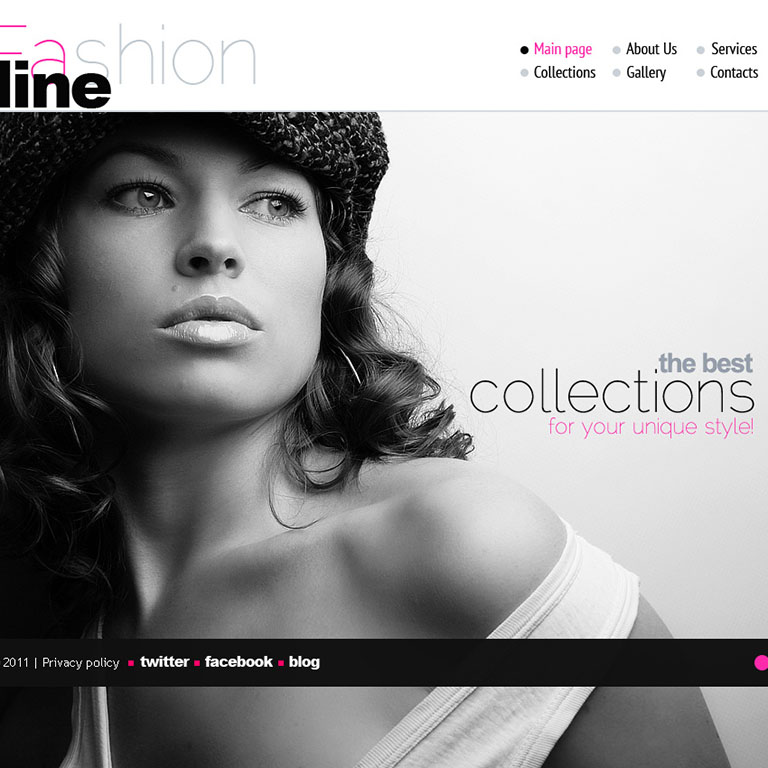 Fashion
line
Main page About Us Services
Collections Gallery Contacts
the best
collections
for your unique style!
2011 | Privacy policy twitter facebook blog